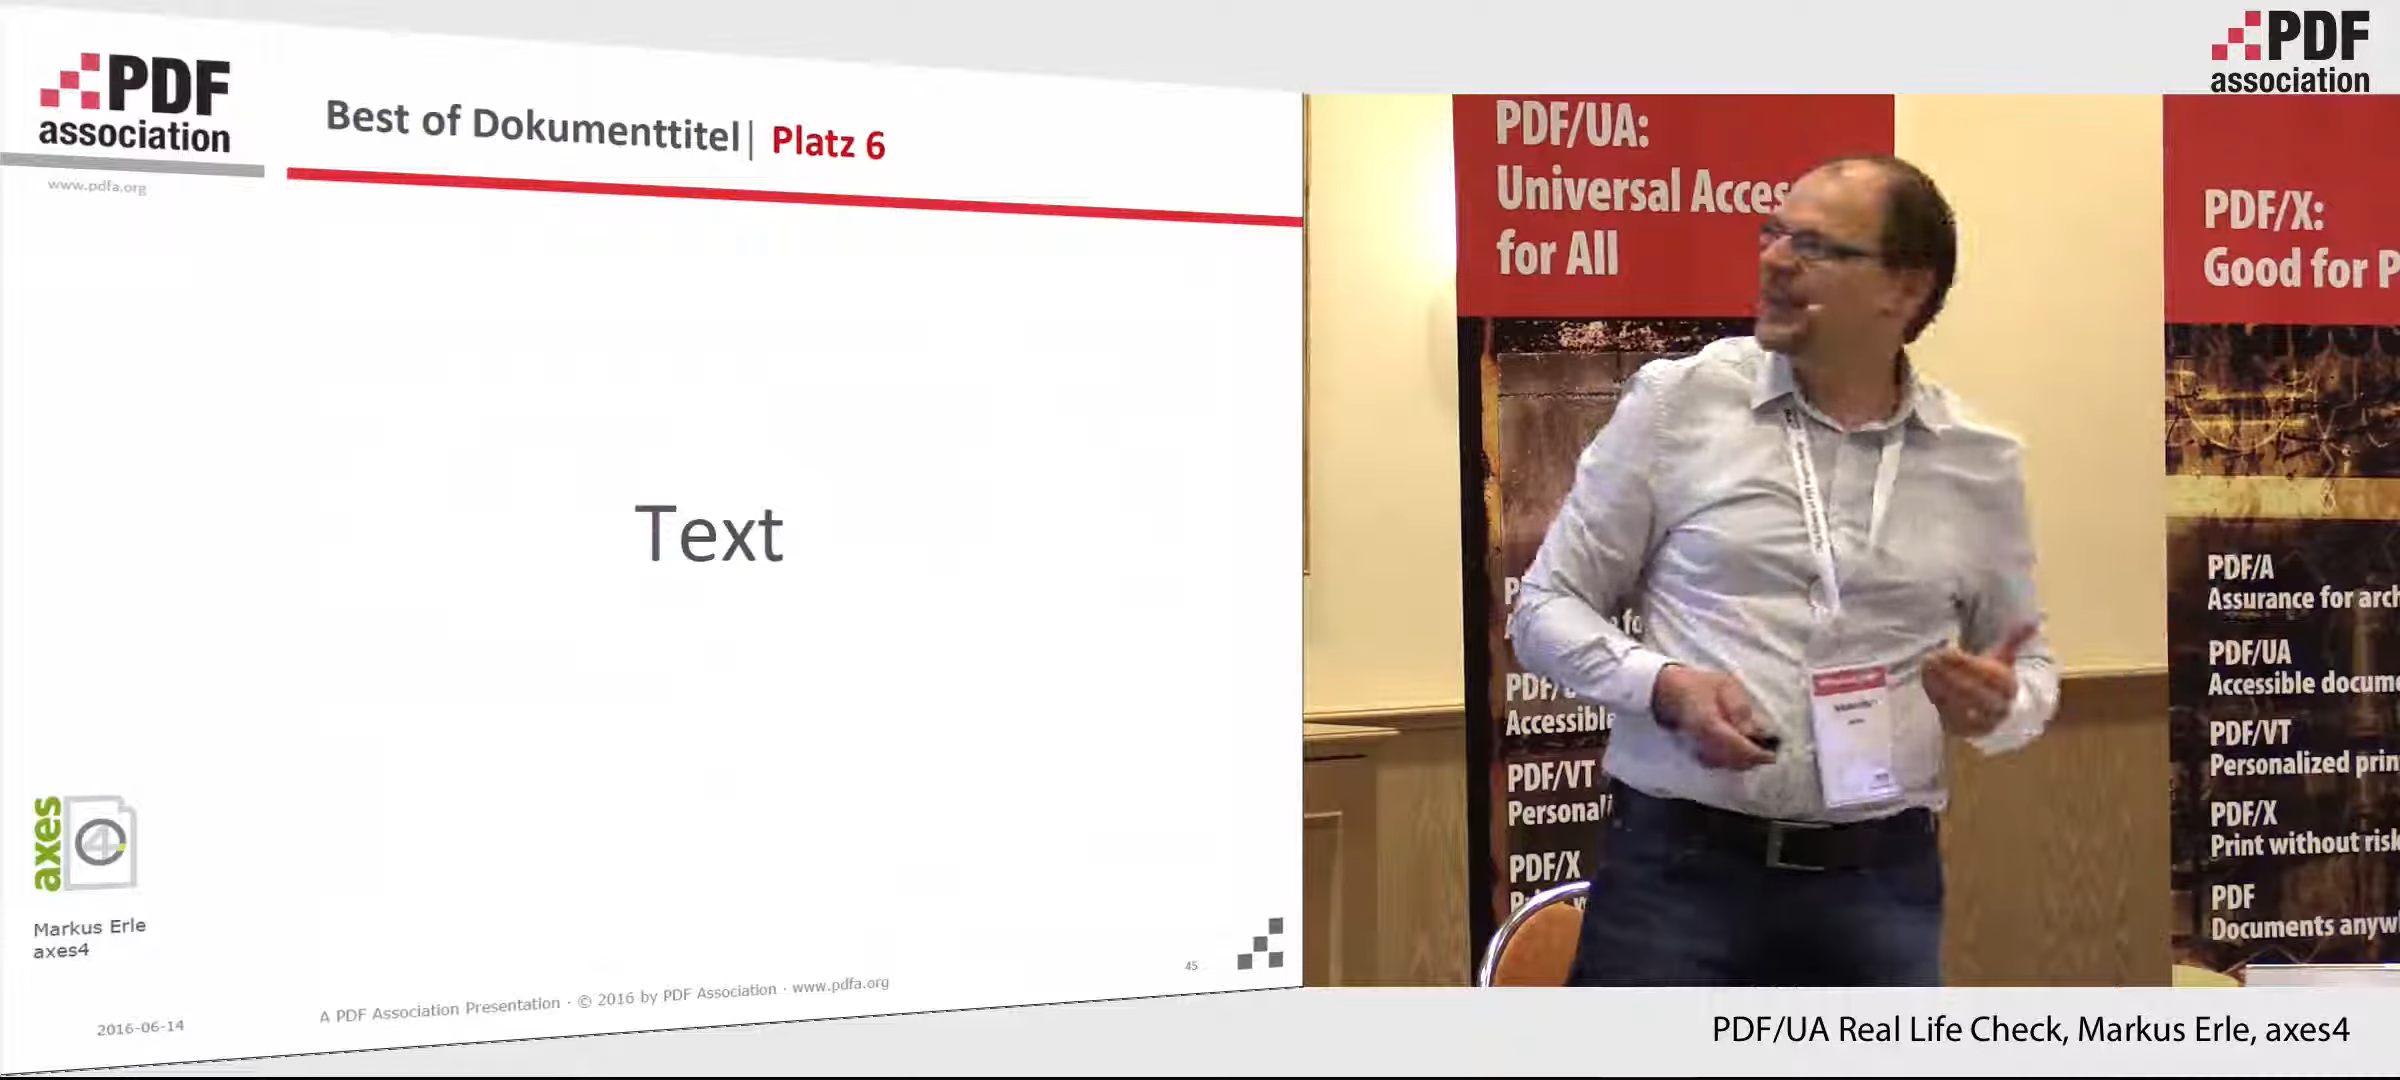 PDF
association
www.pdfa.org
Best of Dokumenttitel| Platz 6
Text
axes
4
Markus Erle
axes4
2016-06-14
A PDF Association Presentation · © 2016 by PDF Association · www.pdfa.org
45
PDF
association
PDF/UA:
Universal Acces
for All
PDF/
Accessible
PDF/VT
Personali
PDF/X
PDF/X:
Good for P
PDF/A
Assurance for arch
PDF/UA
Accessible docume
PDF/VT
Personalized prin
PDF/X
Print without risk
PDF
Documents anyw
PDF/UA Real Life Check, Markus Erle, axes4